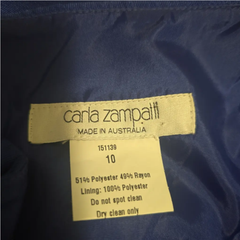 carla zampatti
MADE IN AUSTRALIA
151139
10
51% Polyester 49% Rayon
Lining: 100% Polyester
Do not spot clean
Dry clean only